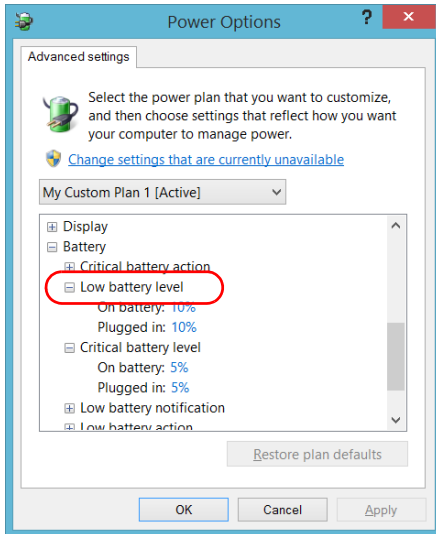 Power Options
?
Advanced settings
Select the power plan that you want to customize,
and then choose settings that reflect how you want
your computer to manage power.
Change settings that are currently unavailable
My Custom Plan 1 [Active]
Display
Battery
Critical battery action
Low battery level
On battery: 10%
Plugged in: 10%
Critical battery level
On battery: 5%
Plugged in: 5%
Low battery notification
Low battery action
Restore plan defaults
OK Cancel Apply